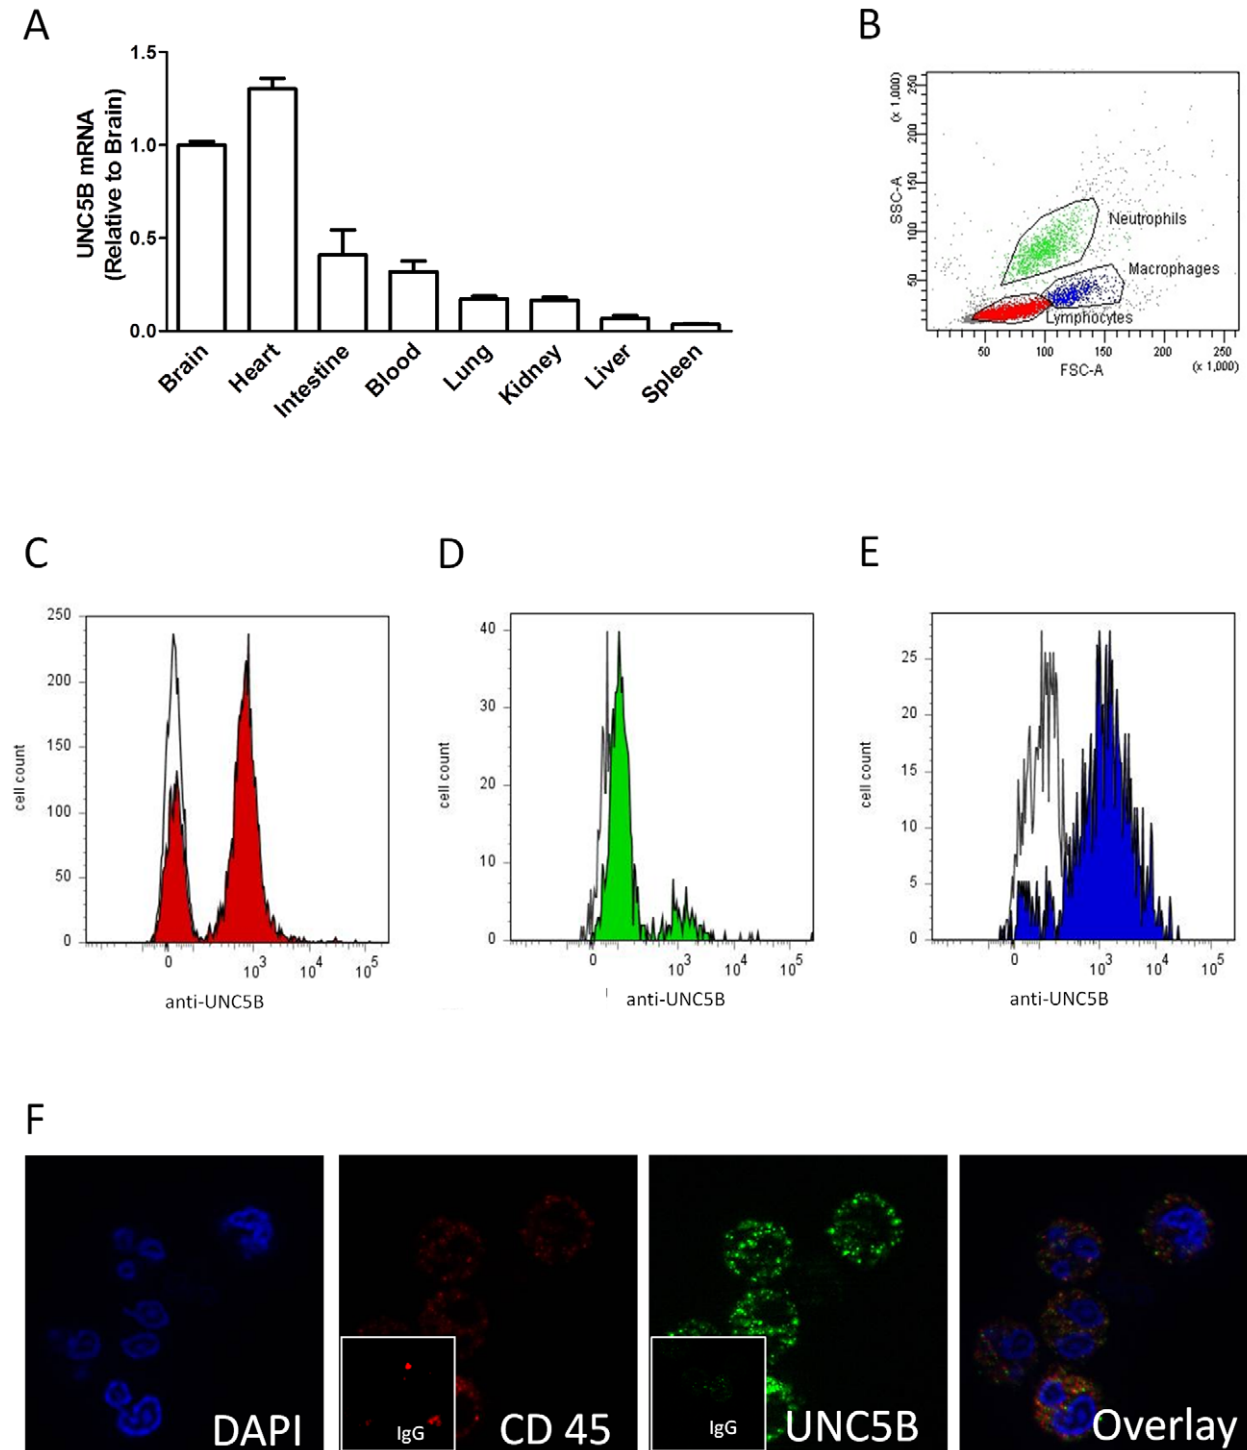 A
B
UNC5B mRNA
(Relative to Brain)
1.5
1.0
0.5
0.0
Brain
Heart
Intestine
Blood
Lung
Kidney
Liver
Spleen
(x 1,000)
SSC-A
250
200
150
100
50
Neutrophils
Macrophages
Lymphocytes
50 100 150 200 250
FSC-A
(x 1,000)
C
D
E
250
200
150
100
50
0
cell count
0 10³ 10⁴ 10⁵
anti-UNC5B
40
30
20
10
0
cell count
0 10³ 10⁴ 10⁵
anti-UNC5B
25
20
15
10
5
0
cell count
0 10³ 10⁴ 10⁵
anti-UNC5B
F
DAPI
IgG
CD 45
IgG
UNC5B
Overlay